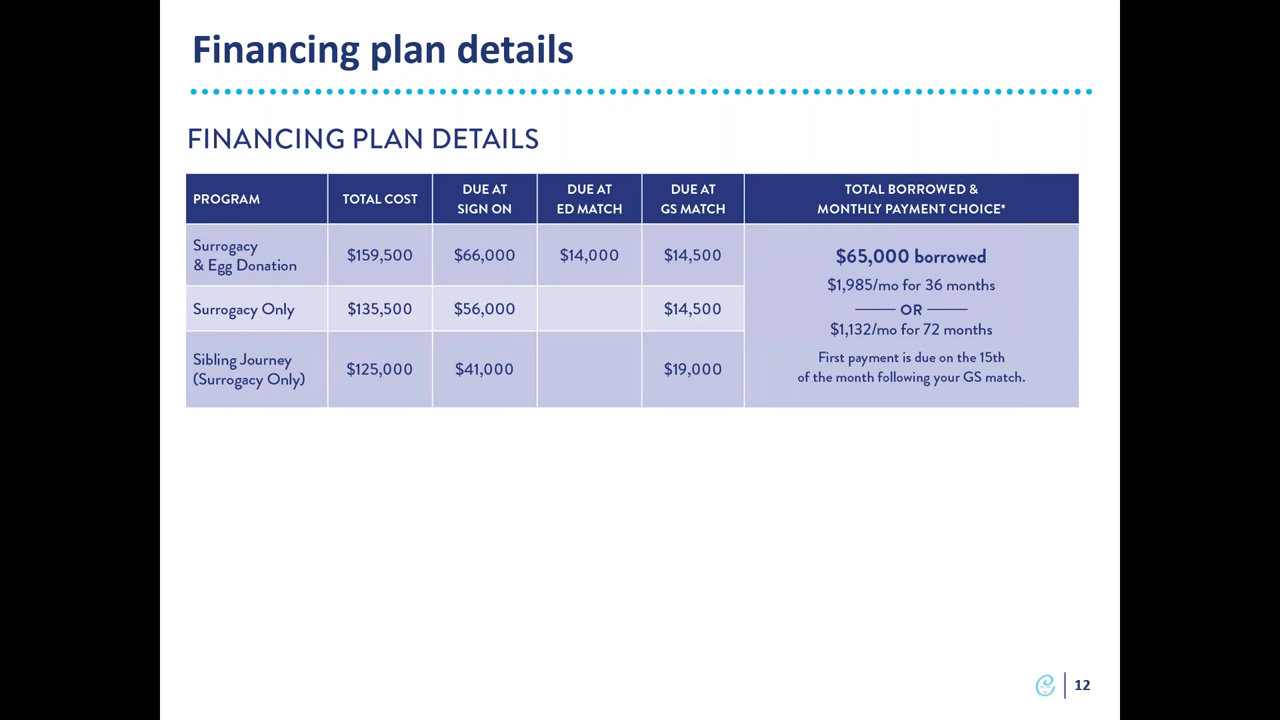 Financing plan details
FINANCING PLAN DETAILS
PROGRAM
TOTAL COST
DUE AT
SIGN ON
DUE AT
ED MATCH
DUE AT
GS MATCH
TOTAL BORROWED &
MONTHLY PAYMENT CHOICE*
Surrogacy
& Egg Donation
$159,500
$66,000
$14,000
$14,500
Surrogacy Only
$135,500
$56,000
$14,500
Sibling Journey
(Surrogacy Only)
$125,000
$41,000
$19,000
$65,000 borrowed
$1,985/mo for 36 months
OR
$1,132/mo for 72 months
First payment is due on the 15th
of the month following your GS match.
12